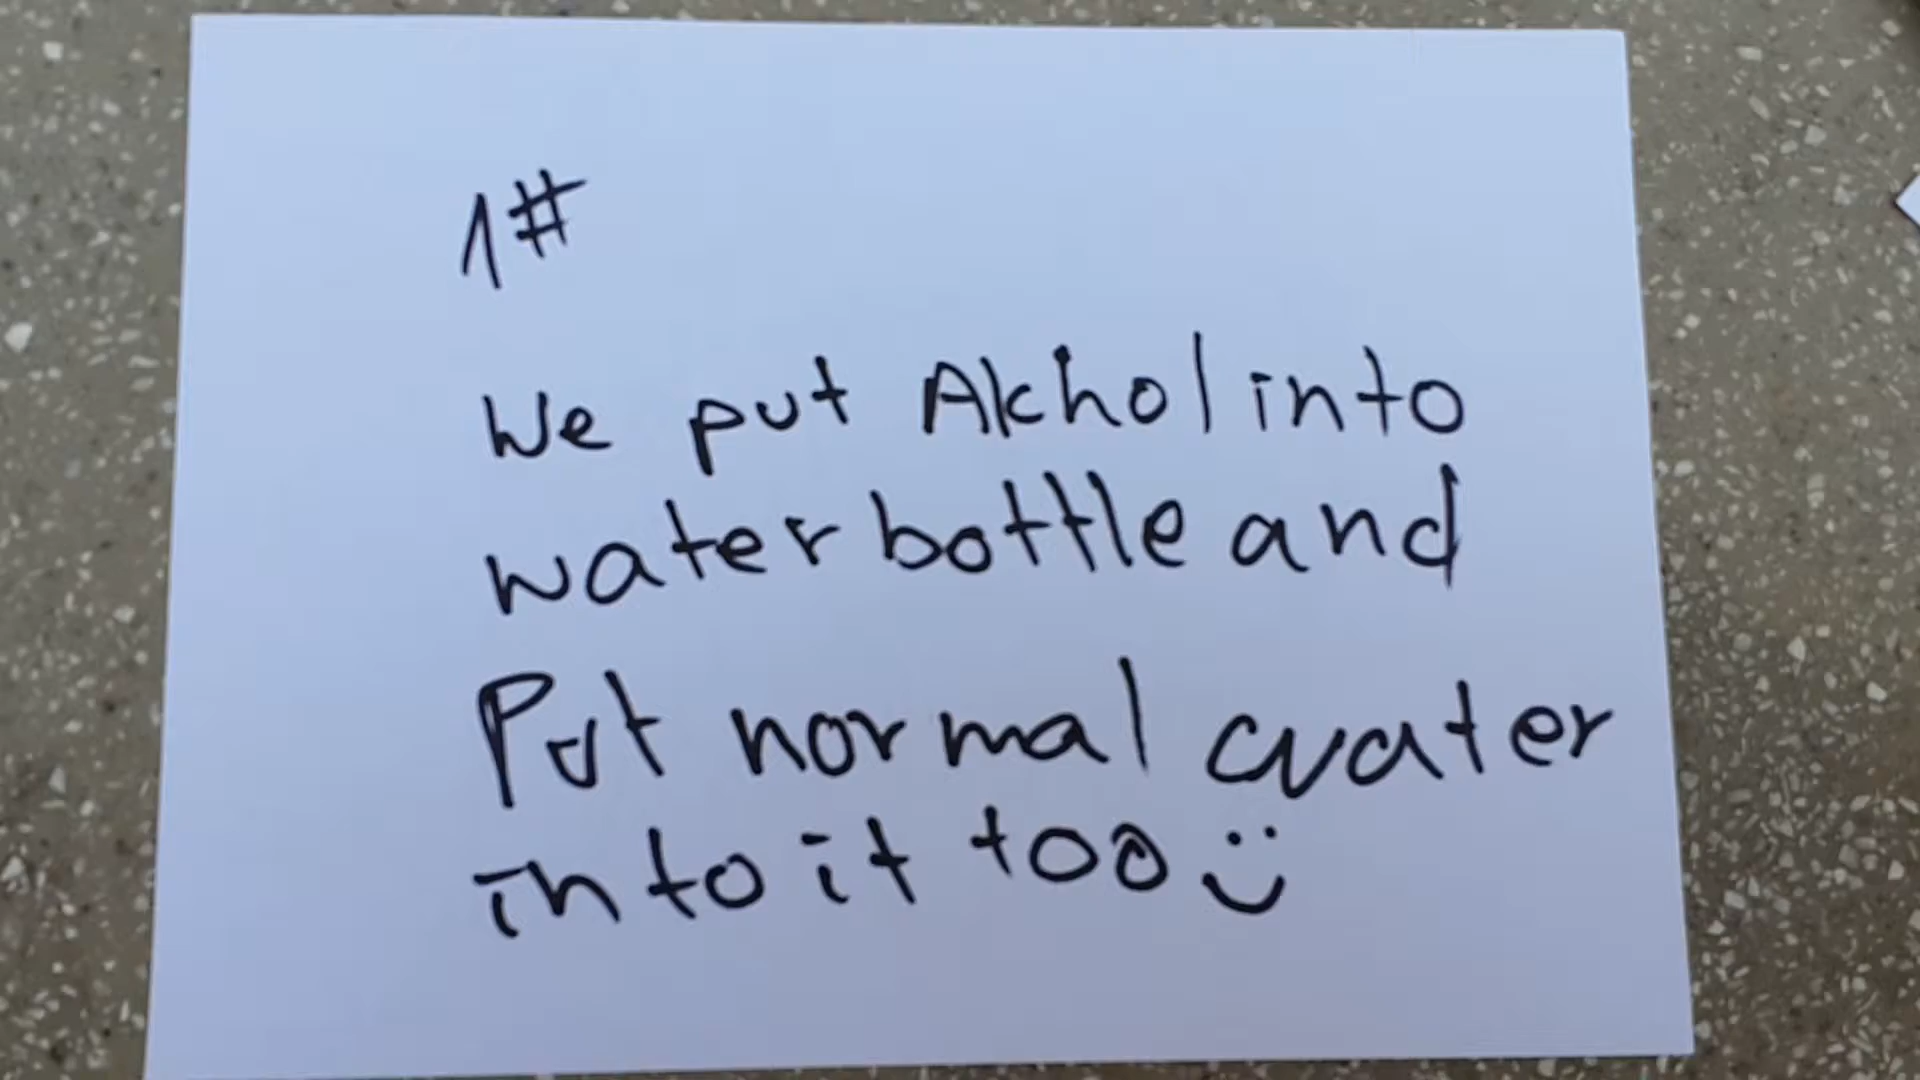 1#
We put Akhol into
water bottle and
Put normal water
into it too :)